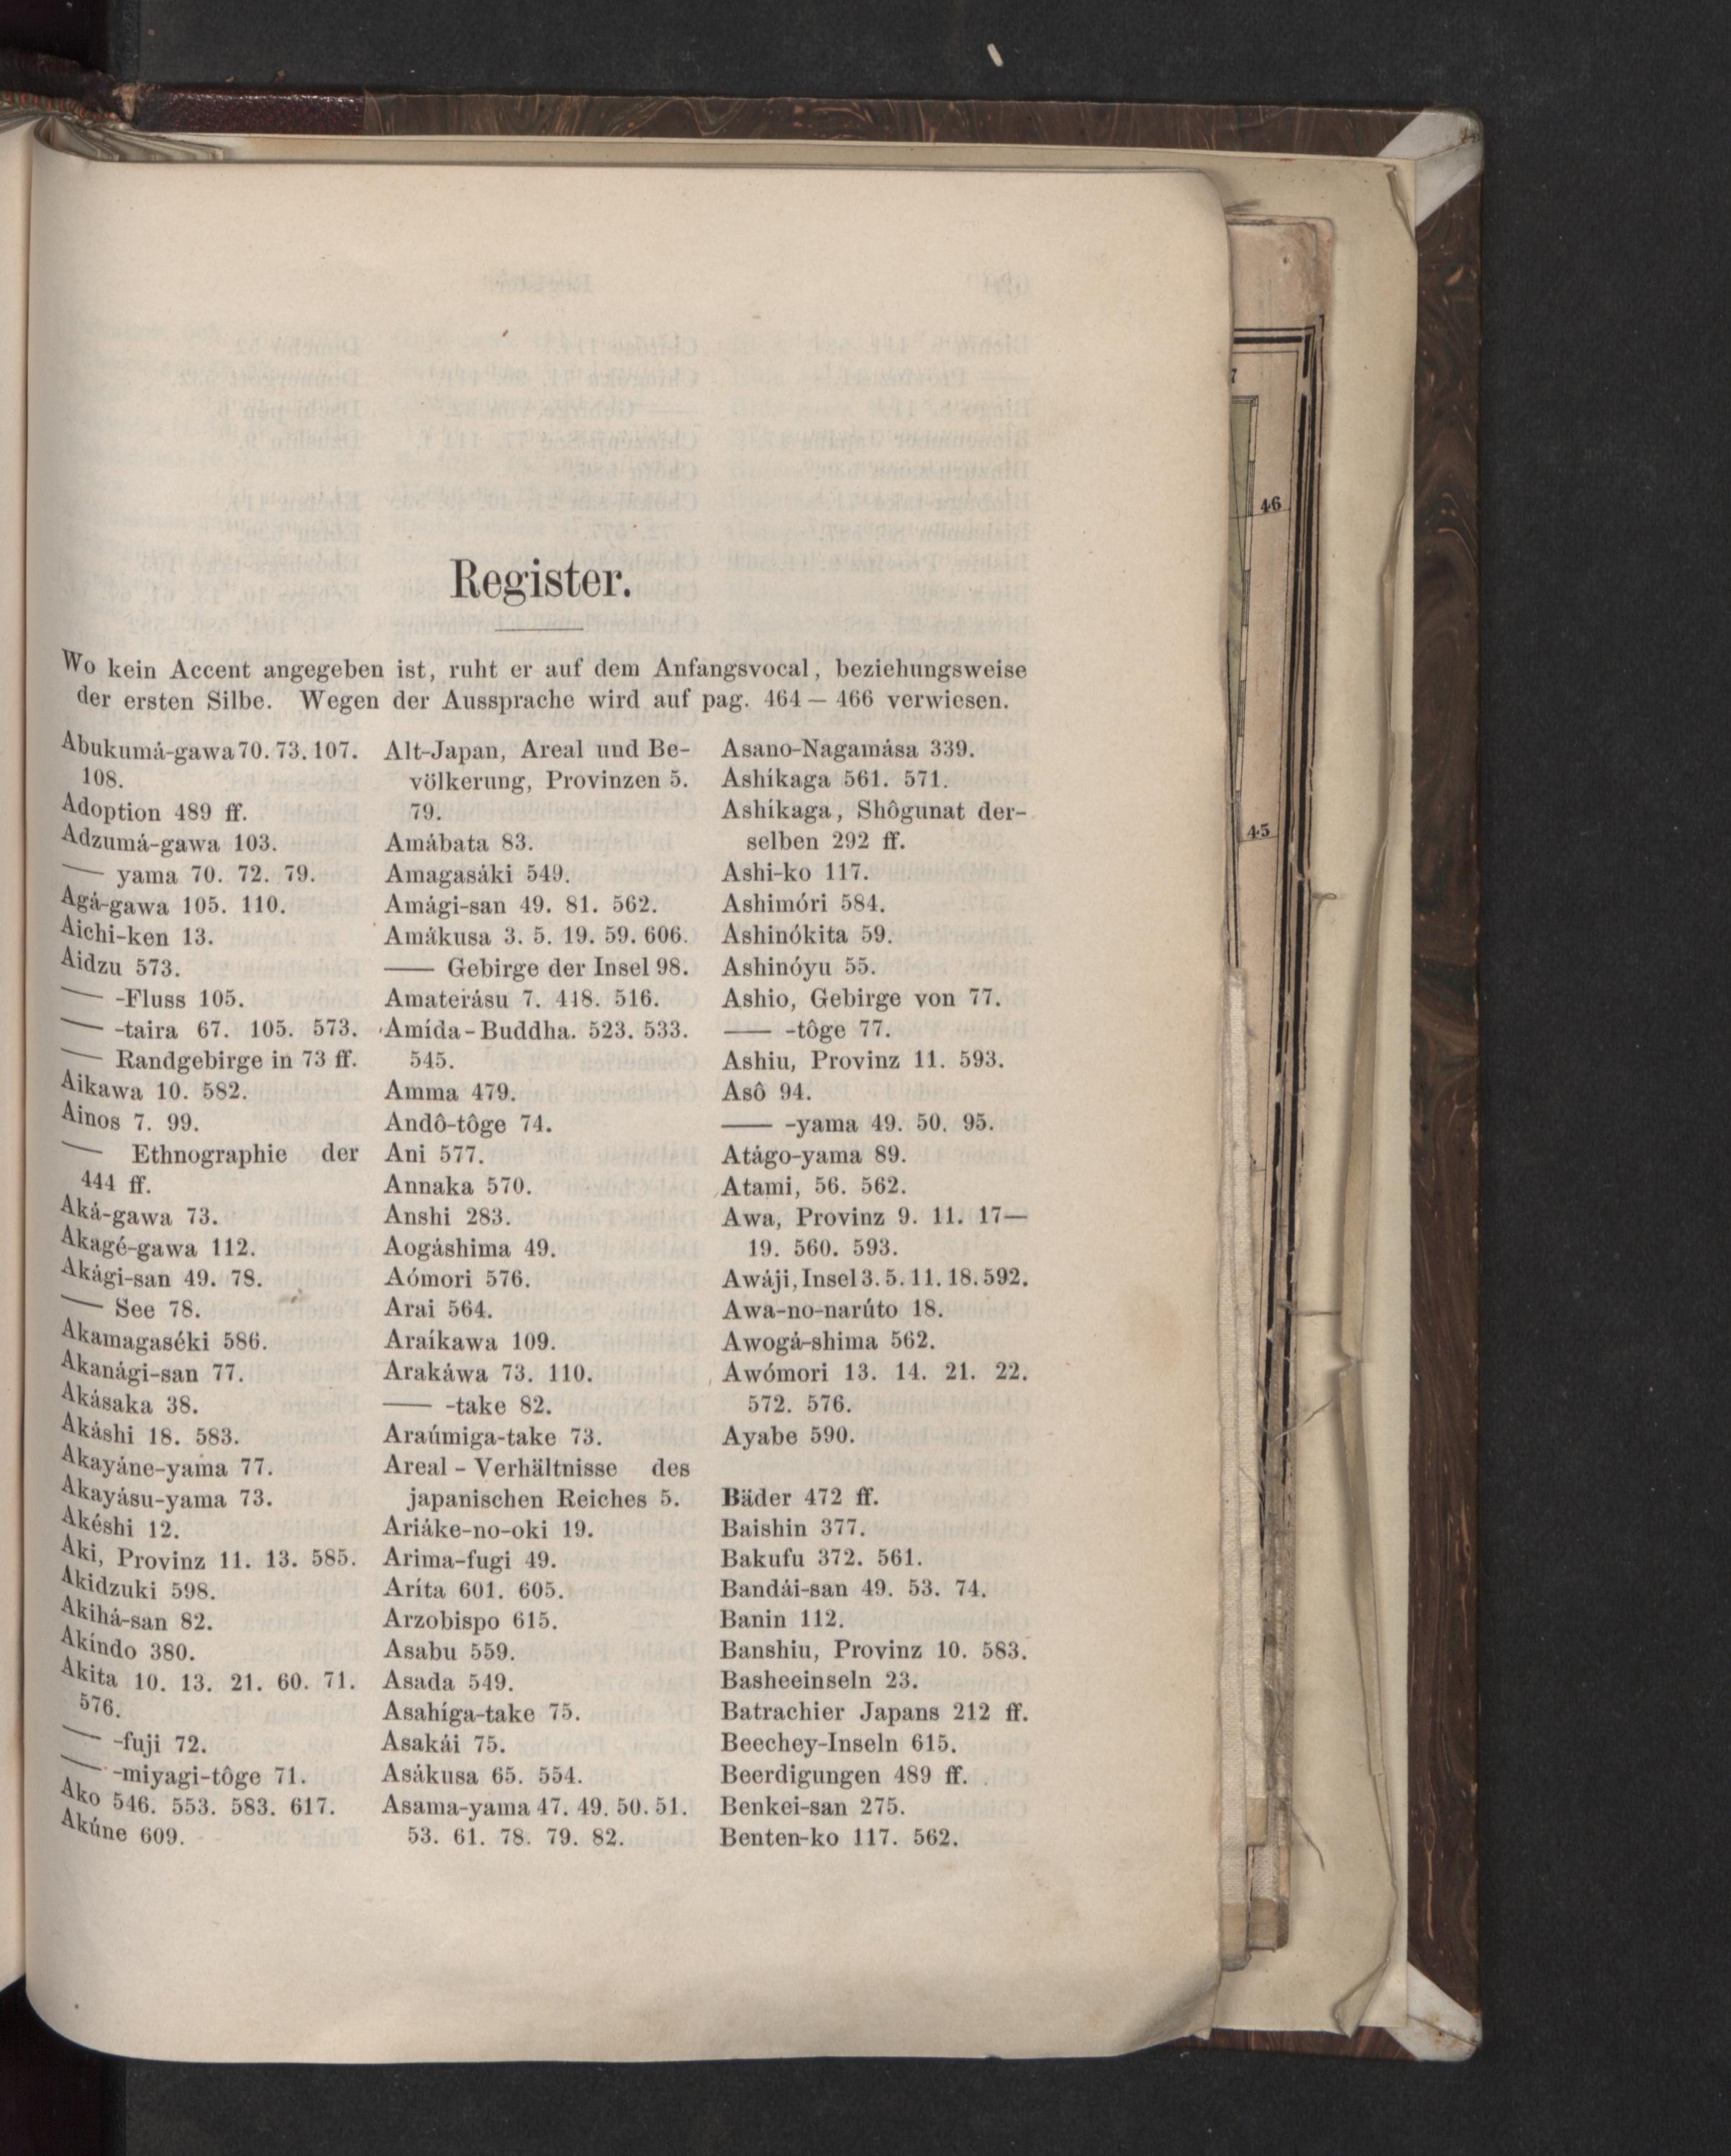 Register.
Wo kein Accent angegeben ist, ruht er auf dem Anfangsvocal, beziehungsweise
der ersten Silbe. Wegen der Aussprache wird auf pag. 464 — 466 verwiesen.
Abukumá-gawa 70. 73. 107.
108.
Adoption 489 ff.
Adzumá-gawa 103.
—— yama 70. 72. 79.
Agá-gawa 105. 110.
Aichi-ken 13.
Aidzu 573.
—— -Fluss 105.
—— -taira 67. 105. 573.
—— Randgebirge in 73 ff.
Aikawa 10. 582.
Ainos 7. 99.
—— Ethnographie der
444 ff.
Aká-gawa 73.
Akagé-gawa 112.
Akági-san 49. 78.
—— See 78.
Akamagaséki 586.
Akanági-san 77.
Akásaka 38.
Akáshi 18. 583.
Akayáne-yama 77.
Akayásu-yama 73.
Akéshi 12.
Aki, Provinz 11. 13. 585.
Akidzuki 598.
Akihá-san 82.
Akíndo 380.
Akita 10. 13. 21. 60. 71.
576.
—— -fuji 72.
—— -miyagi-tôge 71.
Ako 546. 553. 583. 617.
Akúne 609.
Alt-Japan, Areal und Be-
völkerung, Provinzen 5.
79.
Amábata 83.
Amagasáki 549.
Amági-san 49. 81. 562.
Amákusa 3. 5. 19. 59. 606.
—— Gebirge der Insel 98.
Amaterásu 7. 418. 516.
Amída - Buddha. 523. 533.
545.
Amma 479.
Andô-tôge 74.
Ani 577.
Annaka 570.
Anshi 283.
Aogáshima 49.
Aómori 576.
Arai 564.
Araíkawa 109.
Arakáwa 73. 110.
—— -take 82.
Araúmiga-take 73.
Areal - Verhältnisse des
japanischen Reiches 5.
Ariáke-no-oki 19.
Arima-fugi 49.
Aríta 601. 605.
Arzobispo 615.
Asabu 559.
Asada 549.
Asahíga-take 75.
Asakái 75.
Asákusa 65. 554.
Asama-yama 47. 49. 50. 51.
53. 61. 78. 79. 82.
Asano-Nagamása 339.
Ashíkaga 561. 571.
Ashíkaga, Shôgunat der-
selben 292 ff.
Ashi-ko 117.
Ashimóri 584.
Ashinókita 59.
Ashinóyu 55.
Ashio, Gebirge von 77.
—— -tôge 77.
Ashiu, Provinz 11. 593.
Asô 94.
—— -yama 49. 50. 95.
Atágo-yama 89.
Atami, 56. 562.
Awa, Provinz 9. 11. 17—
19. 560. 593.
Awáji, Insel 3. 5. 11. 18. 592.
Awa-no-narúto 18.
Awogá-shima 562.
Awómori 13. 14. 21. 22.
572. 576.
Ayabe 590.
Bäder 472 ff.
Baishin 377.
Bakufu 372. 561.
Bandái-san 49. 53. 74.
Banin 112.
Banshiu, Provinz 10. 583.
Basheeinseln 23.
Batrachier Japans 212 ff.
Beechey-Inseln 615.
Beerdigungen 489 ff.
Benkei-san 275.
Benten-ko 117. 562.
7
46
45